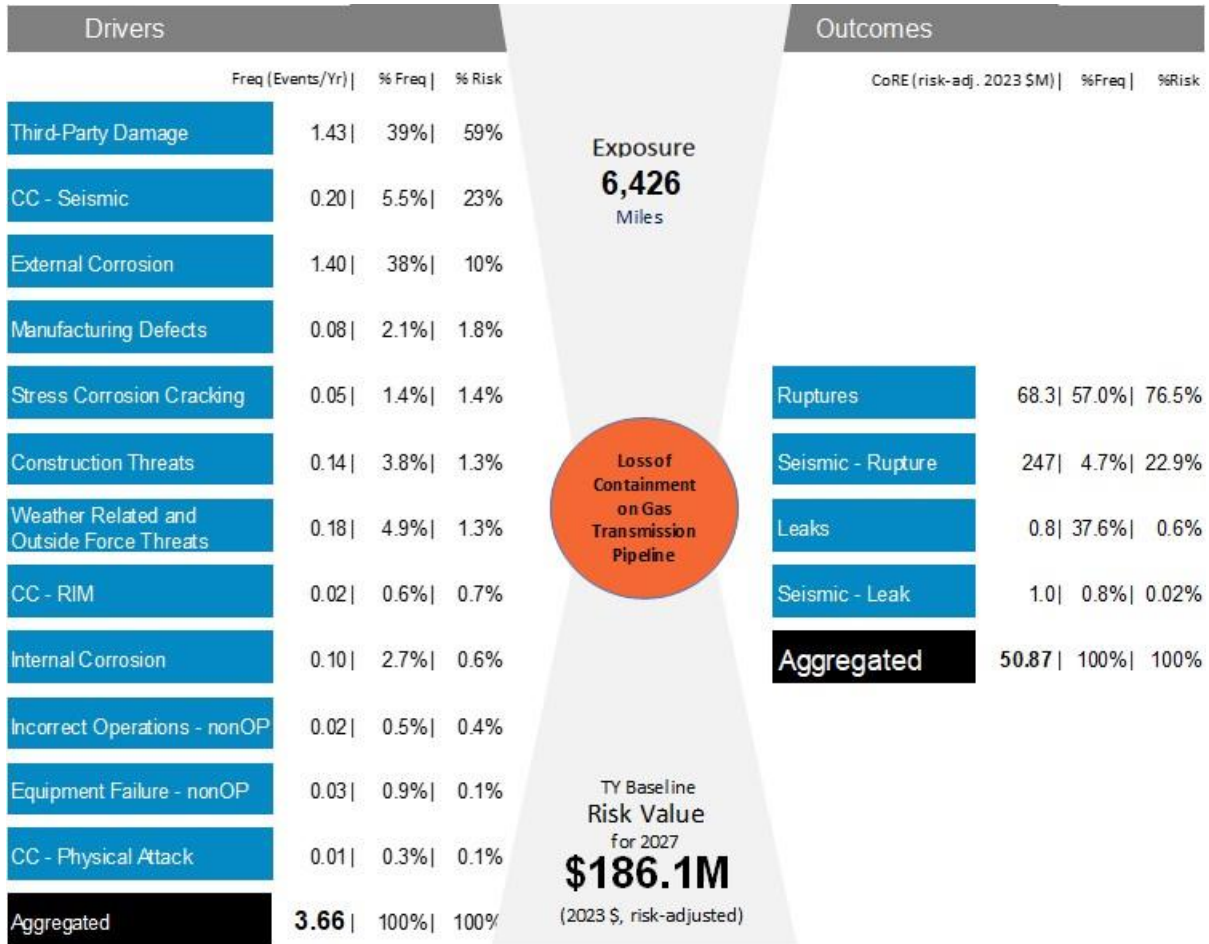 Drivers
Freq (Events/Yr)| % Freq| % Risk
Third-Party Damage 1.43| 39%| 59%
CC - Seismic 0.20| 5.5%| 23%
External Corrosion 1.40| 38%| 10%
Manufacturing Defects 0.08| 2.1%| 1.8%
Stress Corrosion Cracking 0.05| 1.4%| 1.4%
Construction Threats 0.14| 3.8%| 1.3%
Weather Related and
Outside Force Threats 0.18| 4.9%| 1.3%
CC - RIM 0.02| 0.6%| 0.7%
Internal Corrosion 0.10| 2.7%| 0.6%
Incorrect Operations - nonOP 0.02| 0.5%| 0.4%
Equipment Failure - nonOP 0.03| 0.9%| 0.1%
CC - Physical Attack 0.01| 0.3%| 0.1%
Aggregated 3.66| 100%| 100%
Exposure
6,426
Miles
Loss of
Containment
on Gas
Transmission
Pipeline
TY Baseline
Risk Value
for 2027
$186.1M
(2023 $, risk-adjusted)
Outcomes
CoRE (risk-adj. 2023 $M)| %Freq| %Risk
Ruptures 68.3| 57.0%| 76.5%
Seismic - Rupture 247| 4.7%| 22.9%
Leaks 0.8| 37.6%| 0.6%
Seismic - Leak 1.0| 0.8%| 0.02%
Aggregated 50.87| 100%| 100%